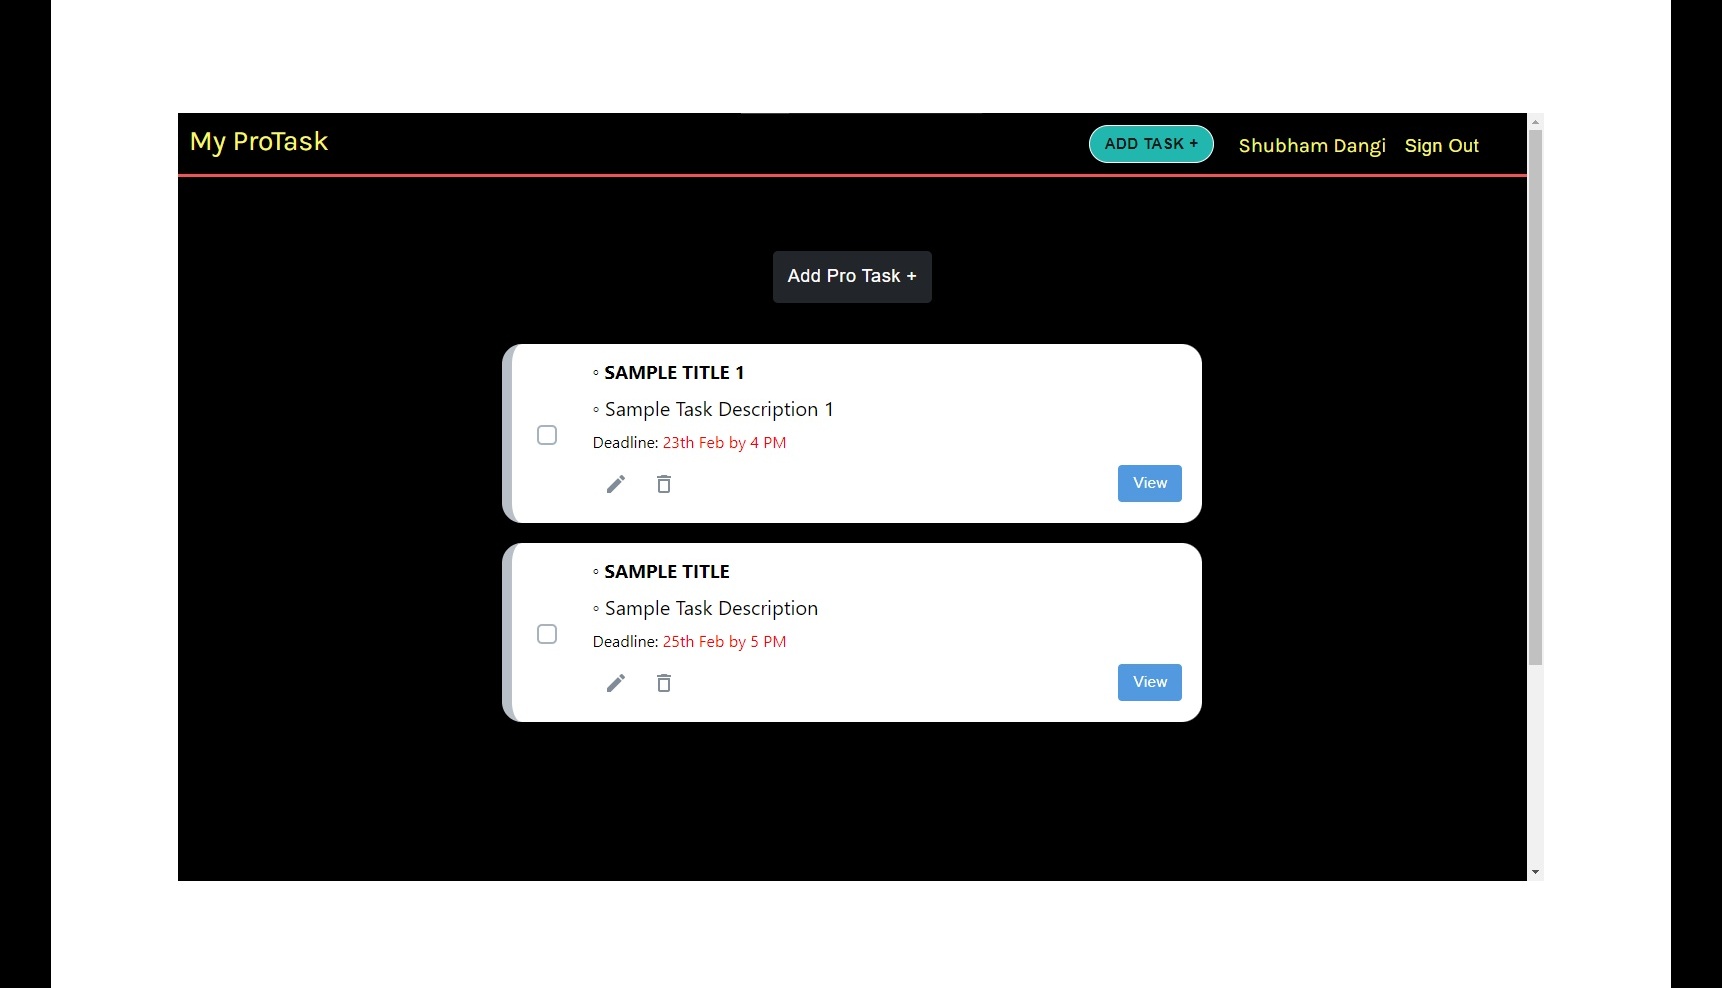 My ProTask
ADD TASK +
Shubham Dangi
Sign Out
Add Pro Task +
◦ SAMPLE TITLE 1
◦ Sample Task Description 1
Deadline: 23th Feb by 4 PM
View
◦ SAMPLE TITLE
◦ Sample Task Description
Deadline: 25th Feb by 5 PM
View